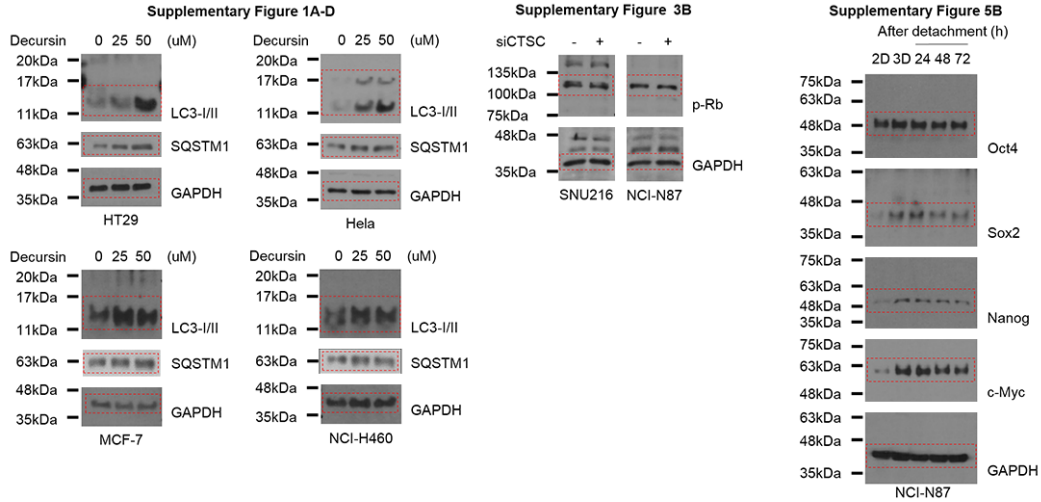 Supplementary Figure 1A-D
Decursin 0 25 50 (uM)
20kDa
17kDa
11kDa
LC3-I/II
63kDa
SQSTM1
48kDa
35kDa
GAPDH
HT29
Decursin 0 25 50 (uM)
20kDa
17kDa
11kDa
LC3-I/II
63kDa
SQSTM1
48kDa
35kDa
GAPDH
Hela
Decursin 0 25 50 (uM)
20kDa
17kDa
11kDa
LC3-I/II
63kDa
SQSTM1
48kDa
35kDa
GAPDH
MCF-7
Decursin 0 25 50 (uM)
20kDa
17kDa
11kDa
LC3-I/II
63kDa
SQSTM1
48kDa
35kDa
GAPDH
NCI-H460
Supplementary Figure 3B
siCTSC - + - +
135kDa
100kDa
75kDa
p-Rb
48kDa
35kDa
GAPDH
SNU216 NCI-N87
Supplementary Figure 5B
After detachment (h)
2D 3D 24 48 72
75kDa
63kDa
48kDa
35kDa
Oct4
63kDa
48kDa
35kDa
Sox2
75kDa
63kDa
48kDa
35kDa
Nanog
75kDa
63kDa
48kDa
c-Myc
63kDa
48kDa
35kDa
GAPDH
NCI-N87